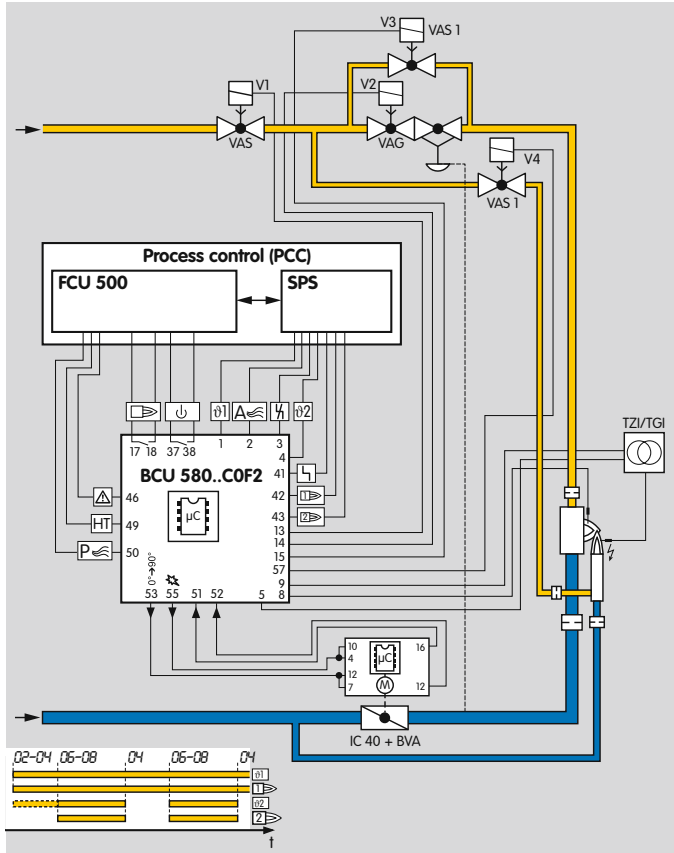 V3
VAS 1
V1
V2
VAS
VAG
V4
VAS 1
Process control (PCC)
FCU 500
SPS
ϑ1
A
ϑ2
17 18
37 38
1
2
3
4
TZI/TGI
BCU 580..C0F2
41
46
µC
42
1
HT
49
43
2
13
P
50
14
15
57
0°→90°
9
53
55
51
52
5
8
10
16
4
µC
12
7
M
12
IC 40 + BVA
02-04
06-08
04
06-08
04
ϑ1
1
ϑ2
2
t